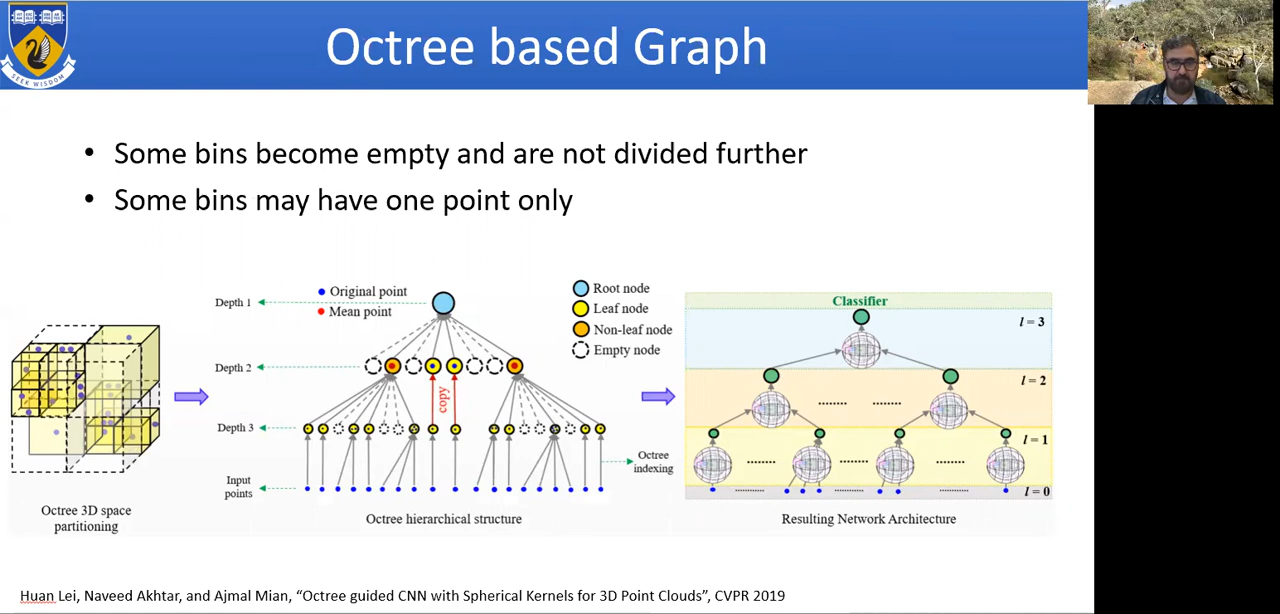 SEEK WISDOM
Octree based Graph
• Some bins become empty and are not divided further
• Some bins may have one point only
Depth 1
Original point
Mean point
Root node
Leaf node
Non-leaf node
Empty node
Depth 2
copy
Depth 3
Input
points
Octree
indexing
Classifier
l = 3
l = 2
l = 1
l = 0
Octree 3D space
partitioning
Octree hierarchical structure
Resulting Network Architecture
Huan Lei, Naveed Akhtar, and Ajmal Mian, “Octree guided CNN with Spherical Kernels for 3D Point Clouds”, CVPR 2019